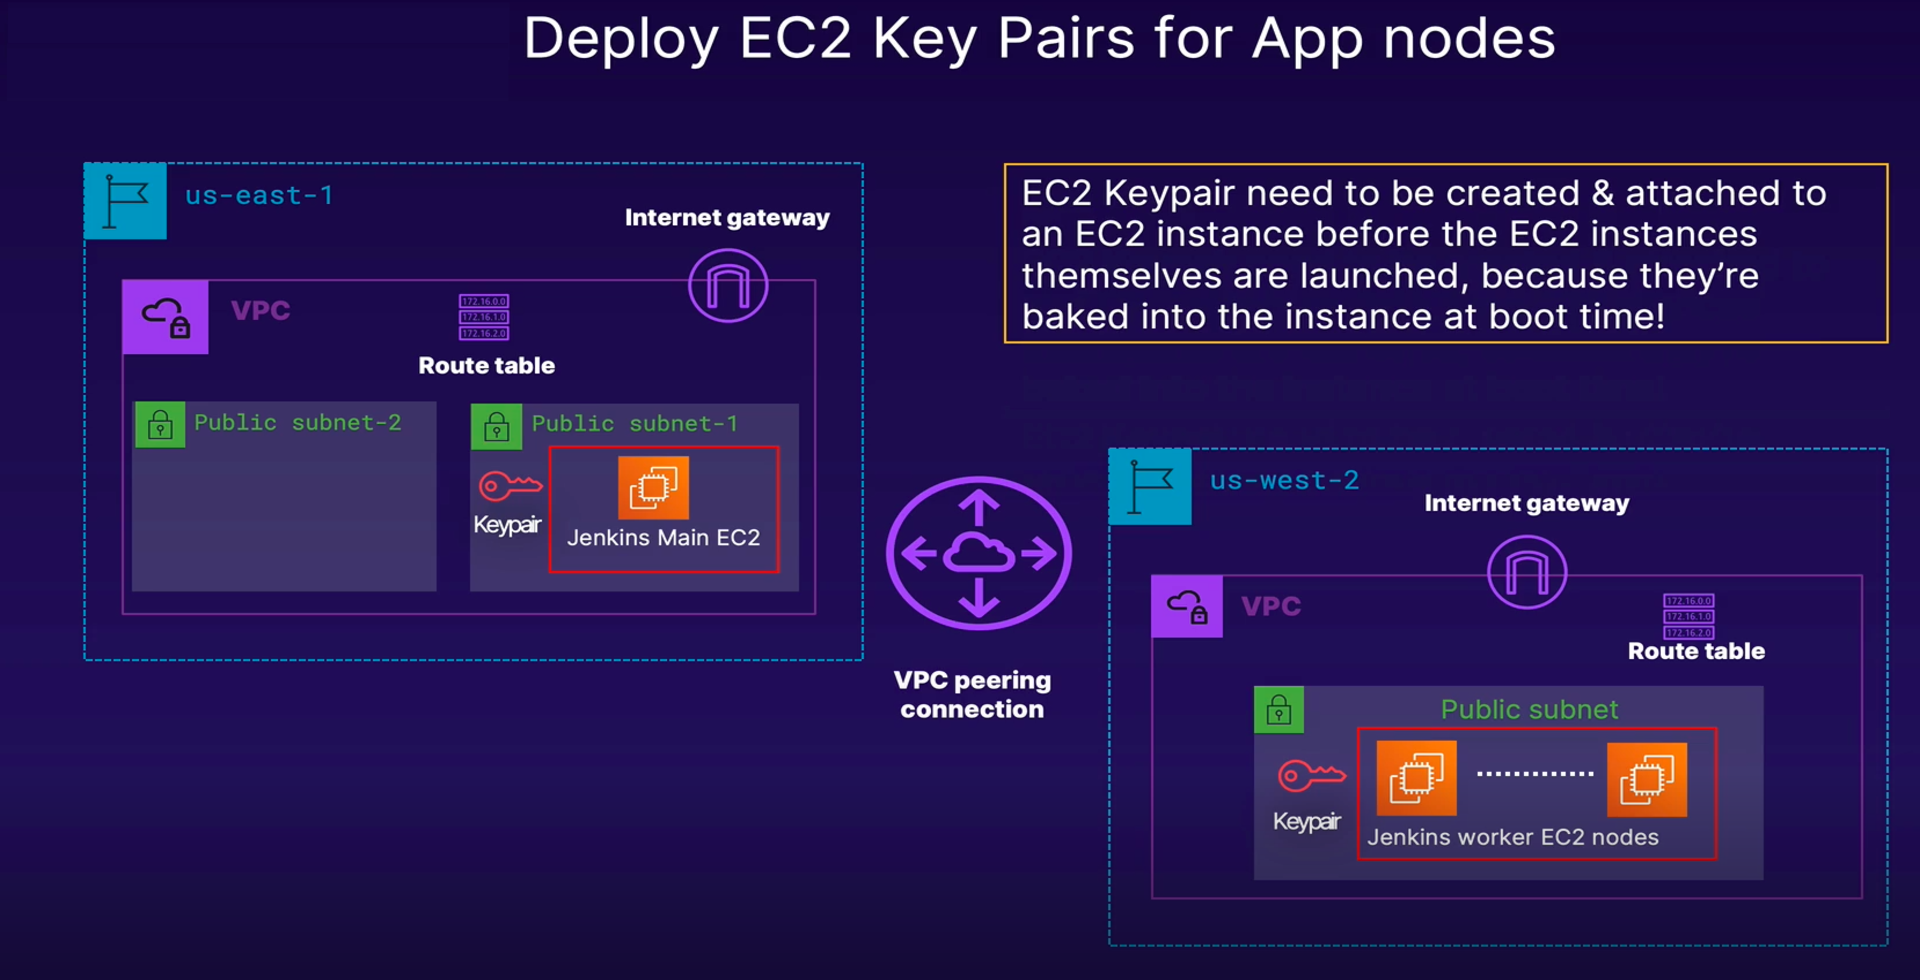 Deploy EC2 Key Pairs for App nodes
us-east-1
Internet gateway
VPC
172.16.0.0
172.16.1.0
172.16.2.0
Route table
Public subnet-2
Public subnet-1
Keypair
Jenkins Main EC2
EC2 Keypair need to be created & attached to
an EC2 instance before the EC2 instances
themselves are launched, because they’re
baked into the instance at boot time!
VPC peering
connection
us-west-2
Internet gateway
VPC
172.16.0.0
172.16.1.0
172.16.2.0
Route table
Public subnet
Keypair
Jenkins worker EC2 nodes